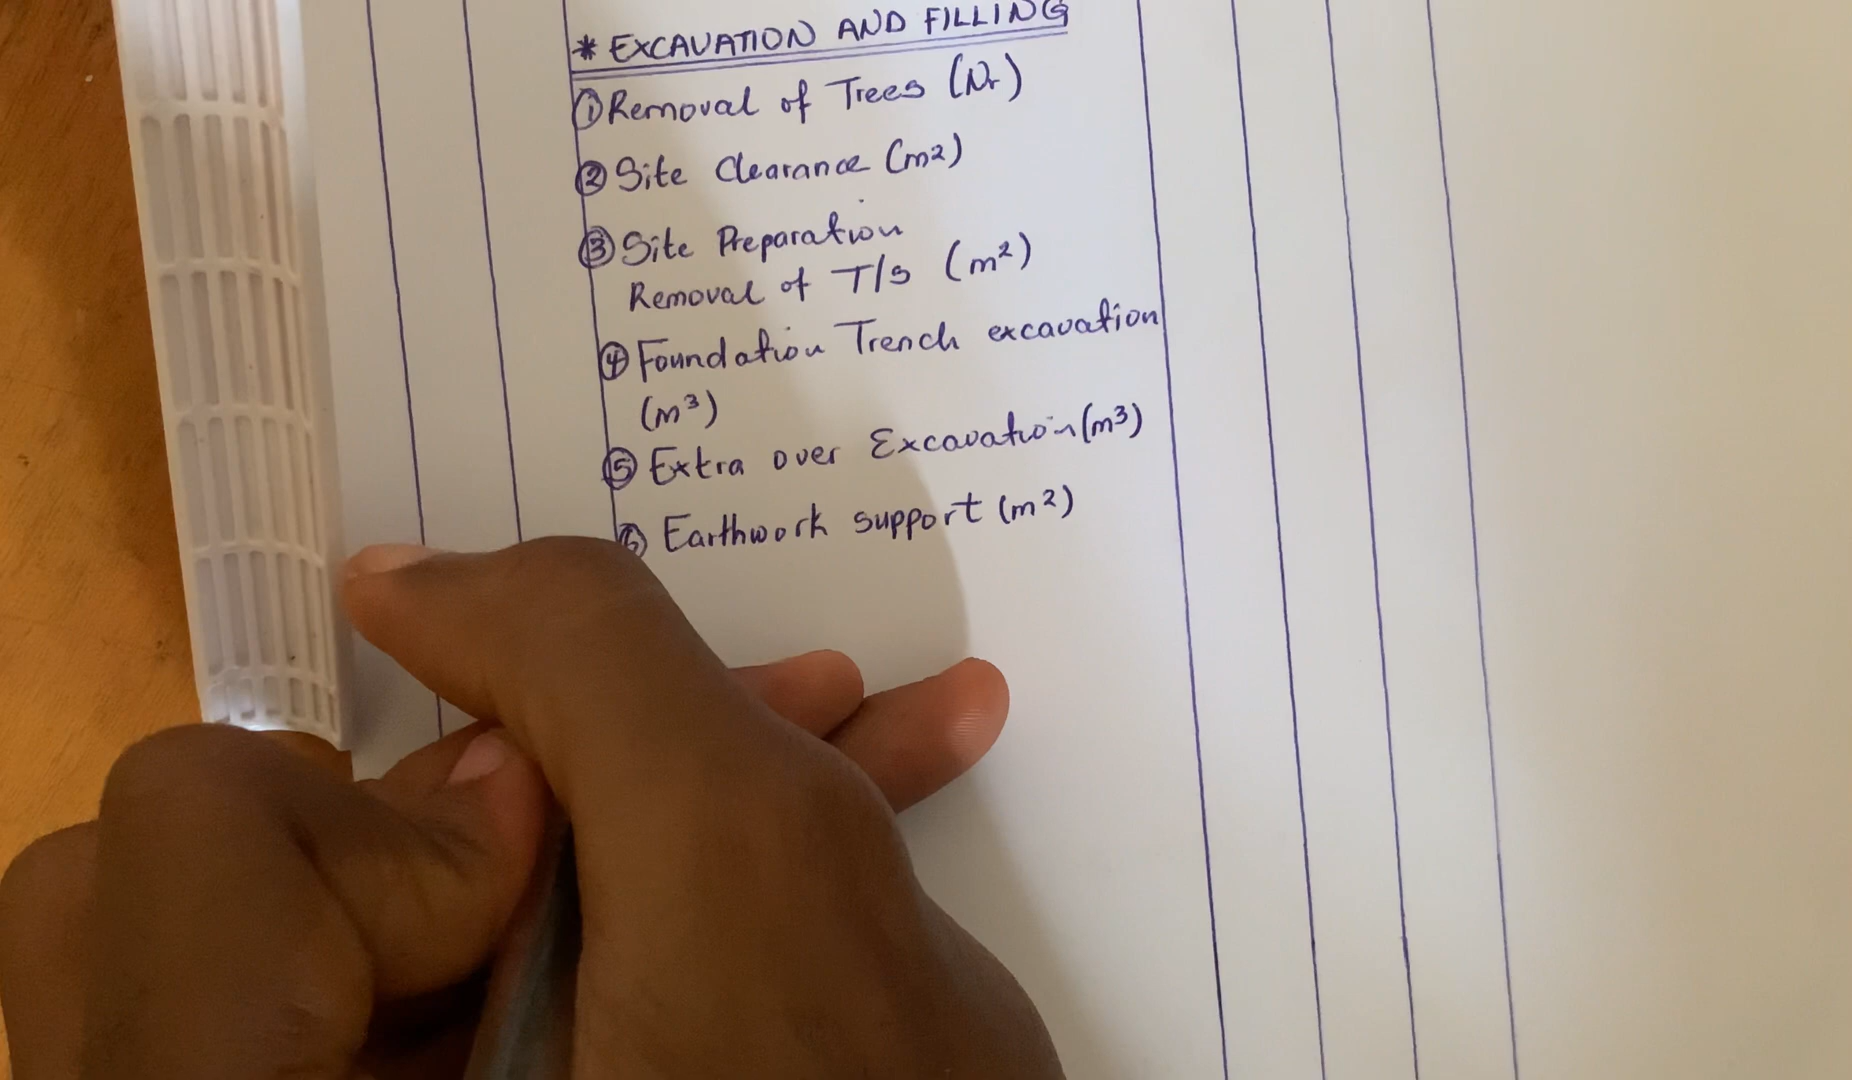 * EXCAVATION AND FILLING
① Removal of Trees (Nr)
② Site Clearance (m2)
③ Site Preparation
Removal of T/S (m²)
④ Foundation Trench excavation
(m³)
⑤ Extra over Excavation (m³)
⑥ Earthwork support (m²)